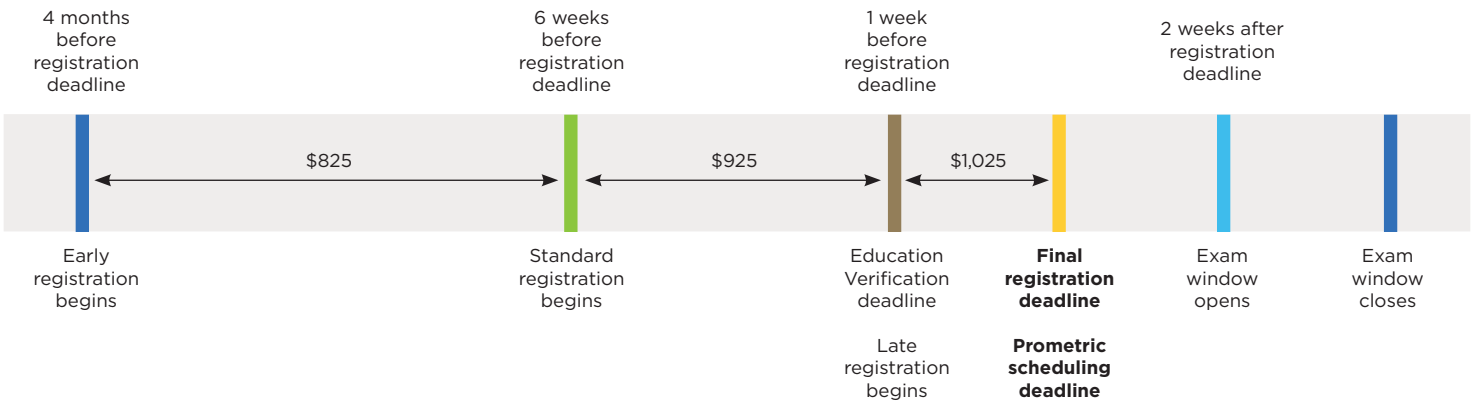 4 months
before
registration
deadline
6 weeks
before
registration
deadline
1 week
before
registration
deadline
2 weeks after
registration
deadline
$825
$925
$1,025
Early
registration
begins
Standard
registration
begins
Education
Verification
deadline
Late
registration
begins
Final
registration
deadline
Prometric
scheduling
deadline
Exam
window
opens
Exam
window
closes